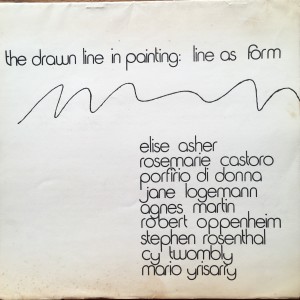 the drawn line in painting: line as form
elise asher
rosemarie castoro
porfirio di donna
jane logemann
agnes martin
robert oppenheim
stephen rosenthal
cy twombly
mario yrisarry